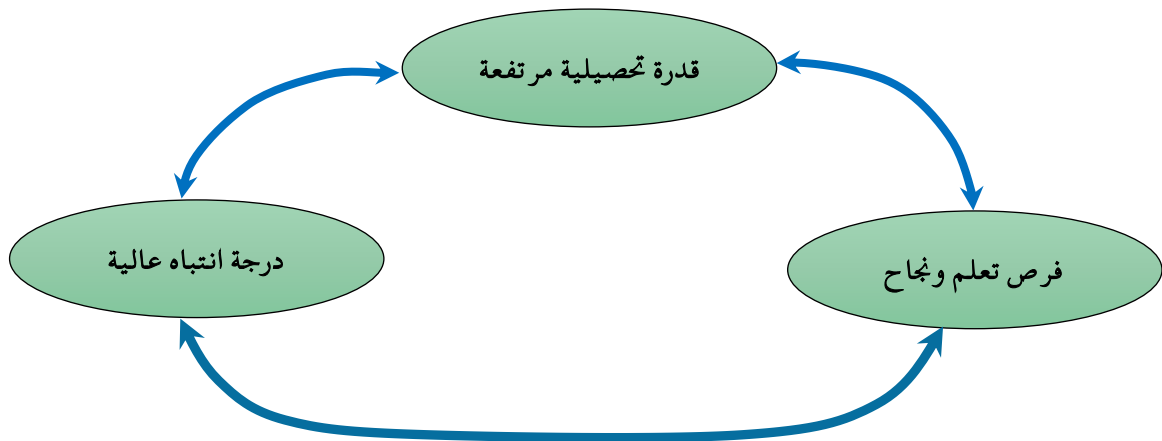 قدرة تحصيلية مرتفعة
درجة انتباه عالية
فرص تعلم ونجاح